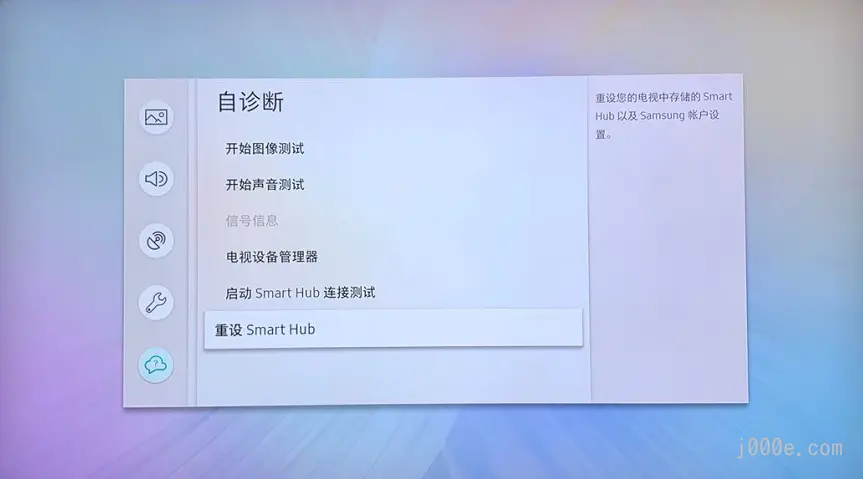 自诊断
开始图像测试
开始声音测试
信号信息
电视设备管理器
启动 Smart Hub 连接测试
重设 Smart Hub
重设您的电视中存储的 Smart
Hub 以及 Samsung 帐户设
置。
?
j000e.com